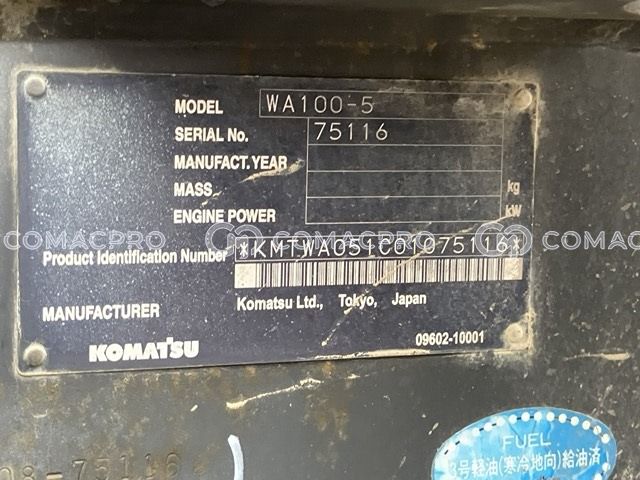 MODEL WA100-5
SERIAL No. 75116
MANUFACT. YEAR
MASS kg
ENGINE POWER kW
COMACPRO COMACPRO COMACPRO
Product Identification Number *KMTWA051C01075116*
MANUFACTURER Komatsu Ltd., Tokyo, Japan
KOMATSU 09602-10001
08-75116
FUEL
3号軽油(寒冷地向)給油済